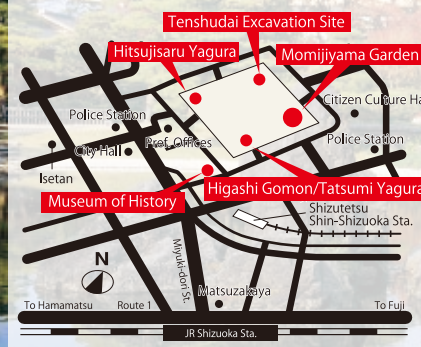 Tenshudai Excavation Site
Hitsujisaru Yagura
Momijiyama Garden
Citizen Culture Ha
Police Station
Pref. Offices
Police Station
City Hall
Isetan
Higashi Gomon/Tatsumi Yagura
Museum of History
Shizutetsu
Shin-Shizuoka Sta.
Miyuki-dori St.
N
Matsuzakaya
To Hamamatsu
Route 1
To Fuji
JR Shizuoka Sta.